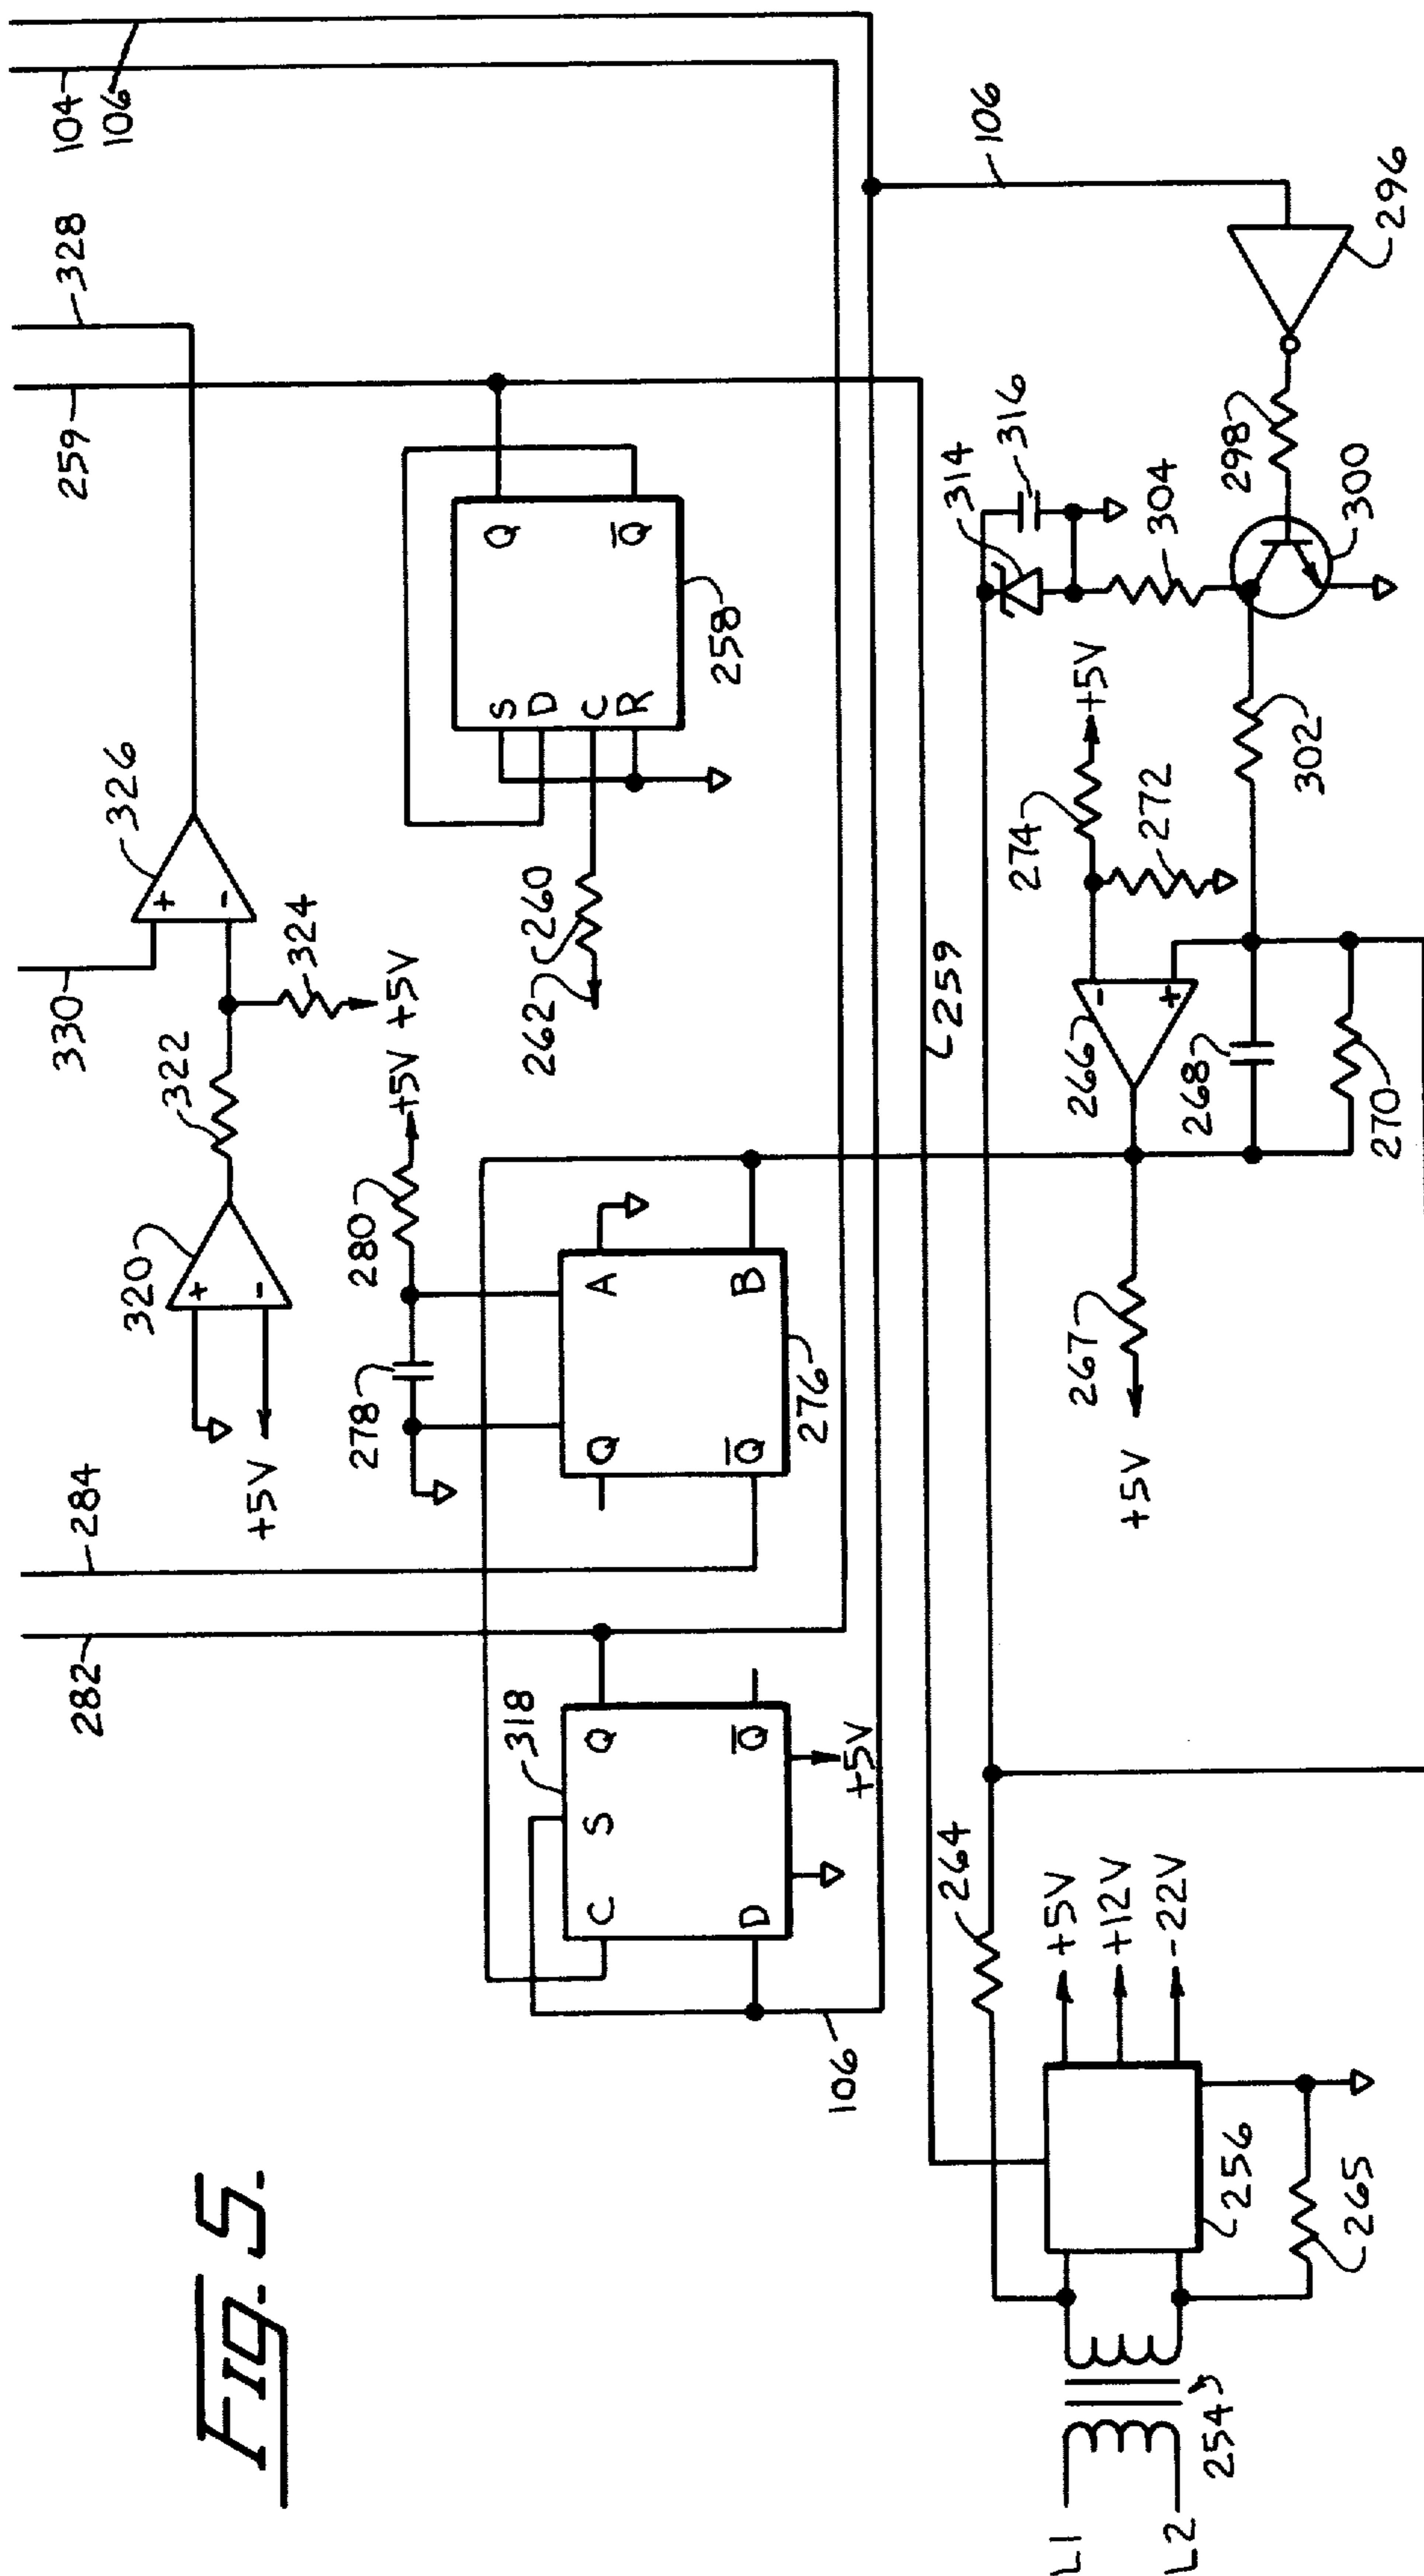 FIG. 5.
282
284
330
259
328
104
106
320
+
-
+5V
322
326
+
-
324
+5V
278
280
+5V
318
C
S
Q
D
Q̅
+5V
106
Q
A
Q̅
B
276
262
260
S
D
C
R
Q
Q̅
258
259
106
L1
L2
254
256
+5V
+12V
-22V
264
265
267
+5V
266
-
+
268
270
274
+5V
272
302
304
314
316
298
300
296